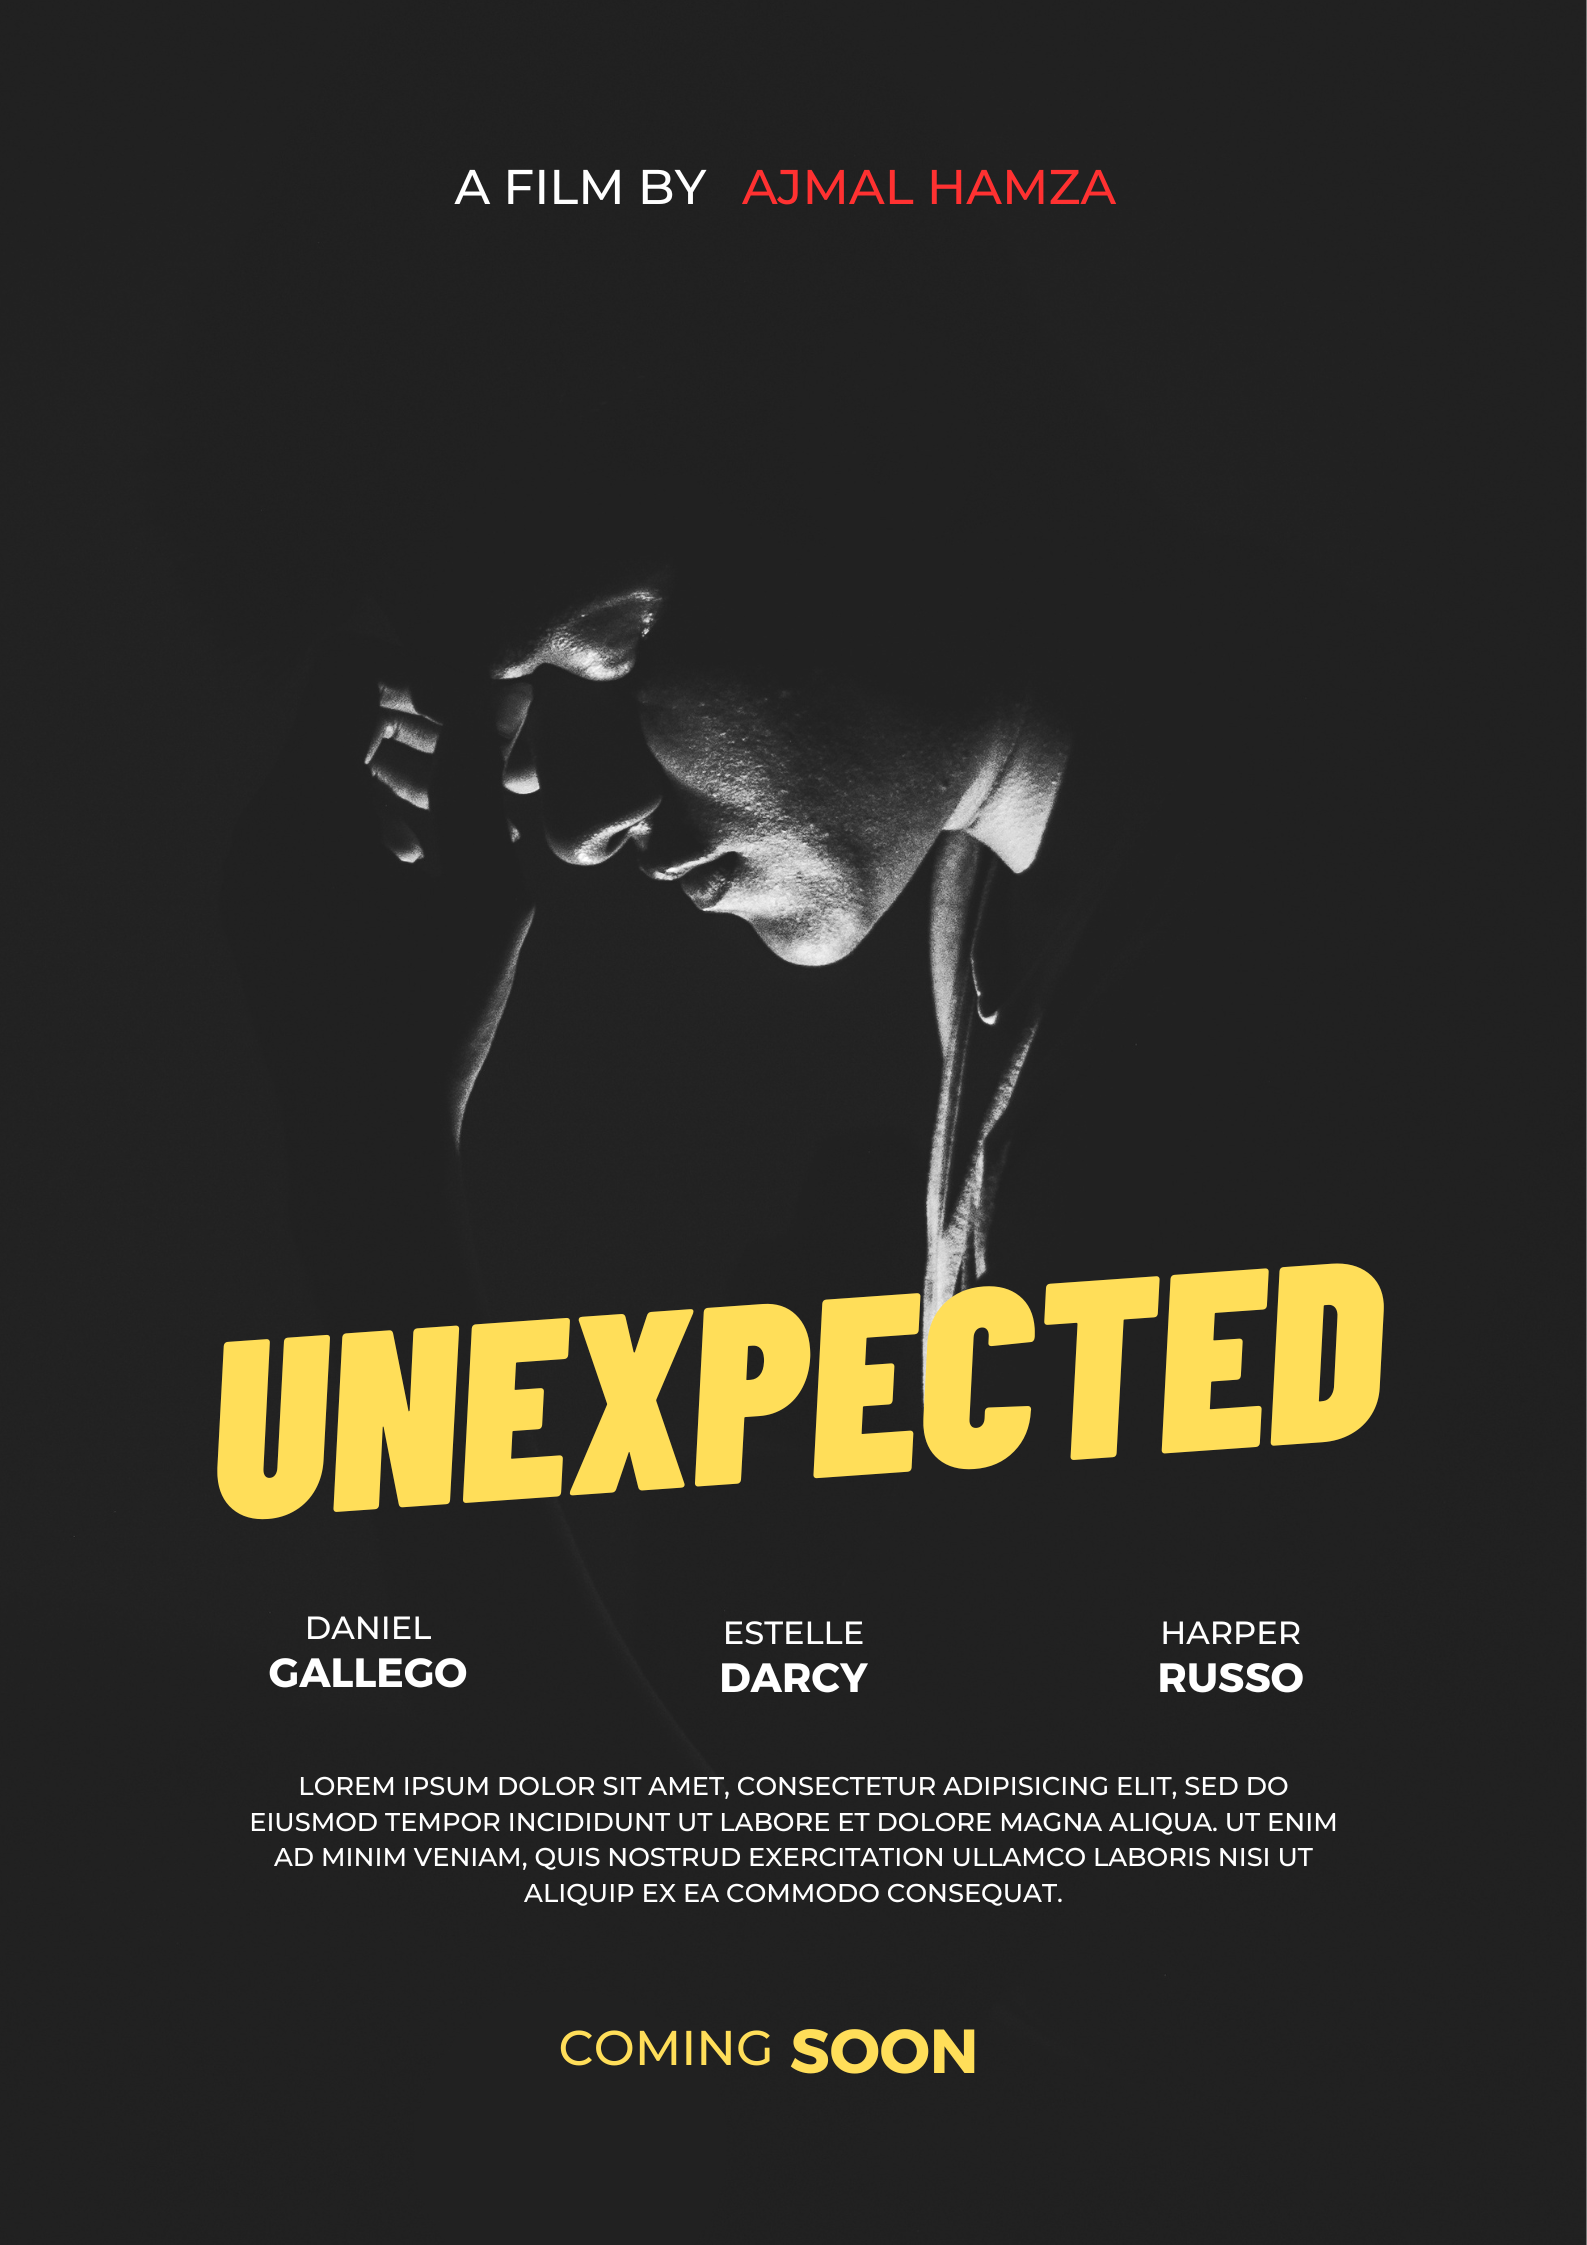 A FILM BY AJMAL HAMZA
UNEXPECTED
DANIEL
GALLEGO
ESTELLE
DARCY
HARPER
RUSSO
LOREM IPSUM DOLOR SIT AMET, CONSECTETUR ADIPISICING ELIT, SED DO
EIUSMOD TEMPOR INCIDIDUNT UT LABORE ET DOLORE MAGNA ALIQUA. UT ENIM
AD MINIM VENIAM, QUIS NOSTRUD EXERCITATION ULLAMCO LABORIS NISI UT
ALIQUIP EX EA COMMODO CONSEQUAT.
COMING SOON